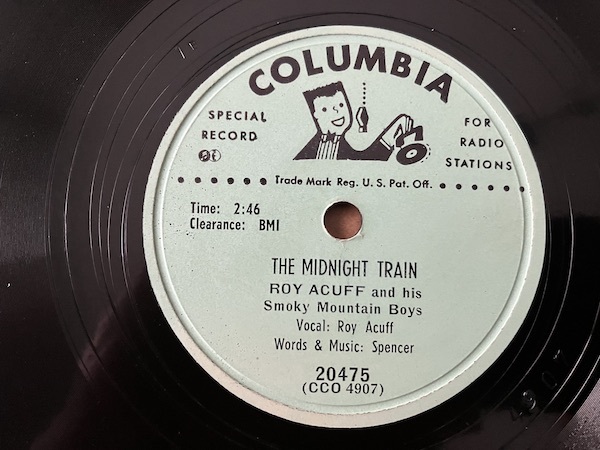 COLUMBIA
SPECIAL RECORD
FOR RADIO STATIONS
Trade Mark Reg. U. S. Pat. Off.
Time: 2:46
Clearance: BMI
THE MIDNIGHT TRAIN
ROY ACUFF and his
Smoky Mountain Boys
Vocal: Roy Acuff
Words & Music: Spencer
20475
(CCO 4907)